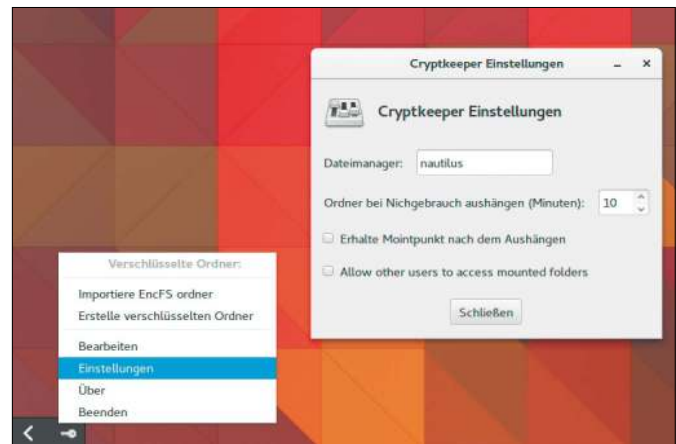 Cryptkeeper Einstellungen
Cryptkeeper Einstellungen
Dateimanager: nautilus
Ordner bei Nichgebrauch aushängen (Minuten): 10
Erhalte Mointpunkt nach dem Aushängen
Allow other users to access mounted folders
Schließen
Verschlüsselte Ordner:
Importiere EncFS ordner
Erstelle verschlüsselten Ordner
Bearbeiten
Einstellungen
Über
Beenden